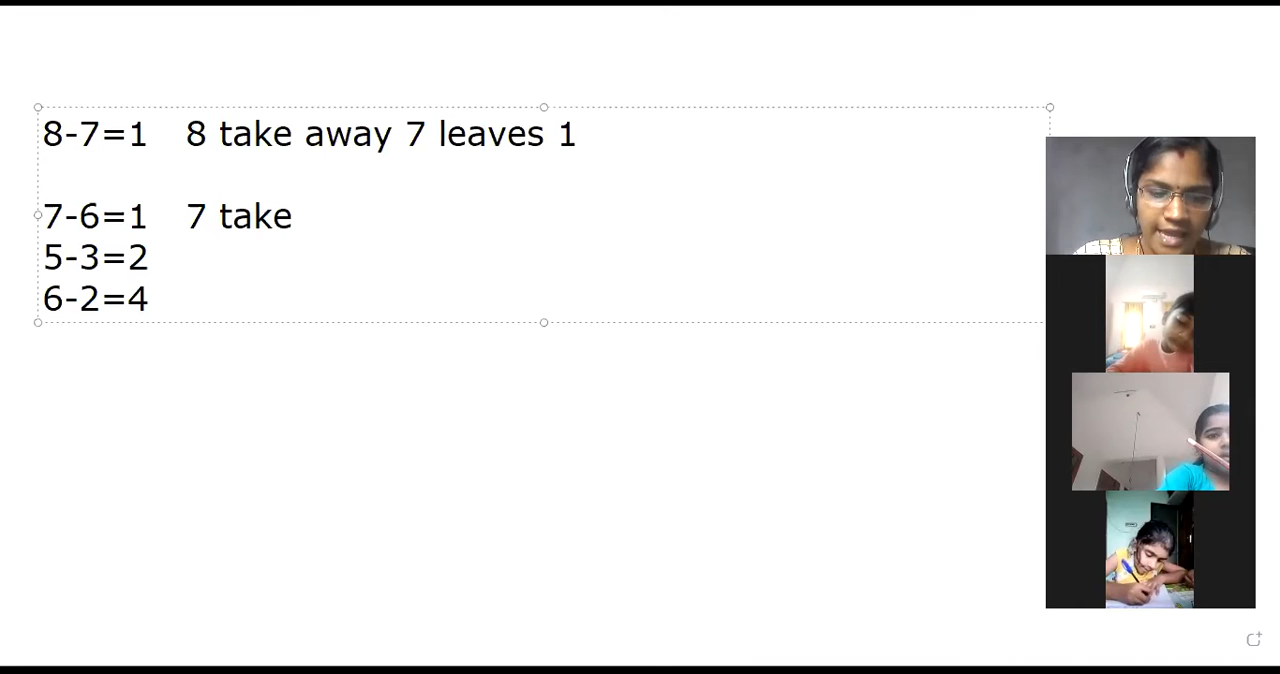 8-7=1 8 take away 7 leaves 1
7-6=1 7 take
5-3=2
6-2=4